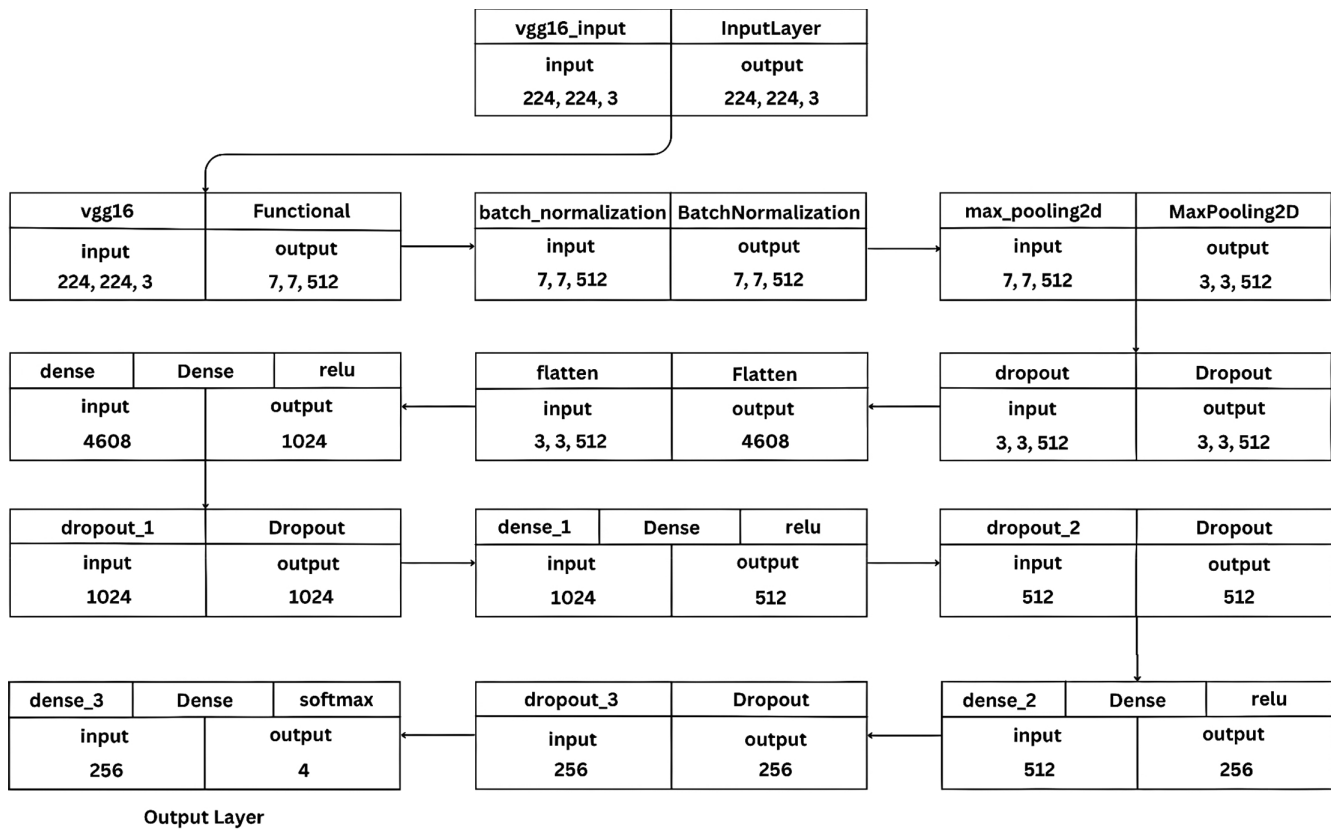 vgg16_input InputLayer
input output
224, 224, 3 224, 224, 3
vgg16 Functional
input output
224, 224, 3 7, 7, 512
batch_normalization BatchNormalization
input output
7, 7, 512 7, 7, 512
max_pooling2d MaxPooling2D
input output
7, 7, 512 3, 3, 512
dropout Dropout
input output
3, 3, 512 3, 3, 512
flatten Flatten
input output
3, 3, 512 4608
dense Dense relu
input output
4608 1024
dropout_1 Dropout
input output
1024 1024
dense_1 Dense relu
input output
1024 512
dropout_2 Dropout
input output
512 512
dense_2 Dense relu
input output
512 256
dropout_3 Dropout
input output
256 256
dense_3 Dense softmax
input output
256 4
Output Layer